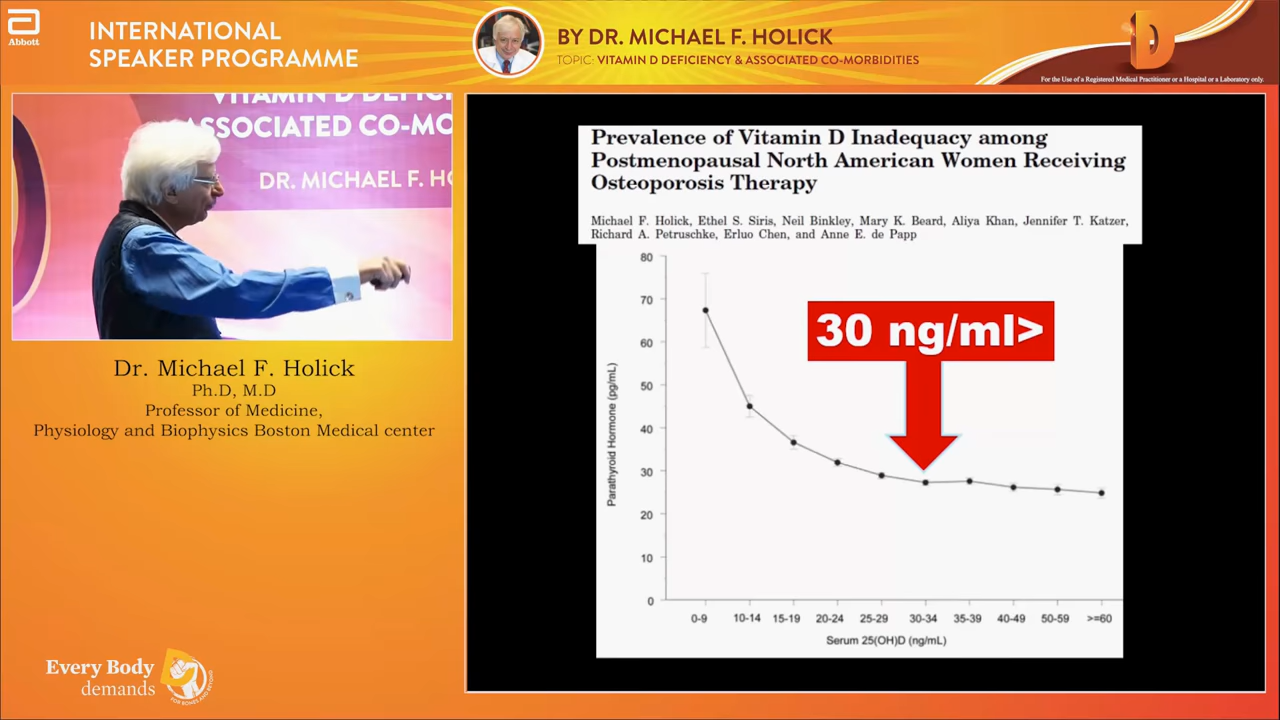 Abbott
INTERNATIONAL
SPEAKER PROGRAMME
BY DR. MICHAEL F. HOLICK
TOPIC: VITAMIN D DEFICIENCY & ASSOCIATED CO-MORBIDITIES
D
For the Use of a Registered Medical Practitioner or a Hospital or a Laboratory only.
VITAMIN D DEFICI
ASSOCIATED CO-MO
DR. MICHAEL F. HO
Dr. Michael F. Holick
Ph.D, M.D
Professor of Medicine,
Physiology and Biophysics Boston Medical center
Every Body
demands
D
FOR BONES AND BEYOND
Prevalence of Vitamin D Inadequacy among
Postmenopausal North American Women Receiving
Osteoporosis Therapy
Michael F. Holick, Ethel S. Siris, Neil Binkley, Mary K. Beard, Aliya Khan, Jennifer T. Katzer,
Richard A. Petruschke, Erluo Chen, and Anne E. de Papp
30 ng/ml>
Parathyroid Hormone (pg/mL)
80
70
60
50
40
30
20
10
0
0-9 10-14 15-19 20-24 25-29 30-34 35-39 40-49 50-59 >=60
Serum 25(OH)D (ng/mL)